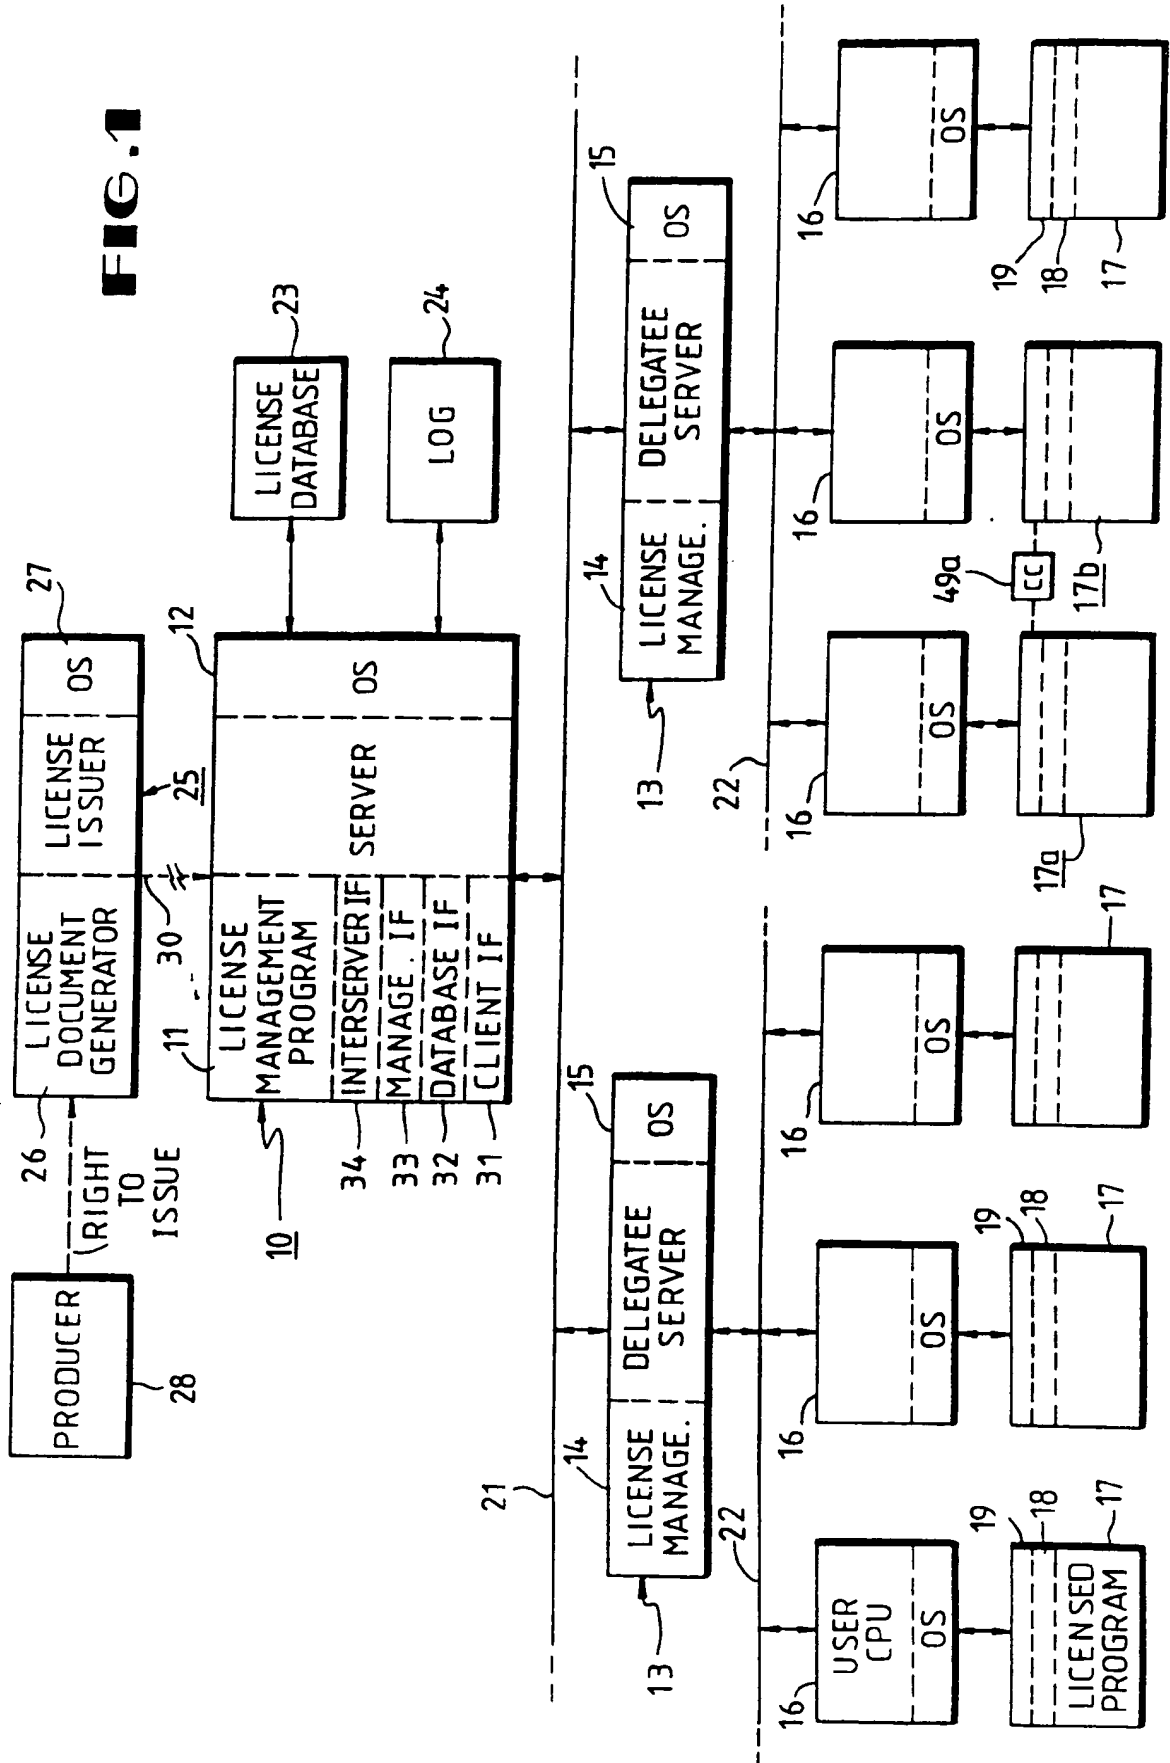 FIG.1
PRODUCER
28
(RIGHT
TO
ISSUE
26
LICENSE
DOCUMENT
GENERATOR
LICENSE
ISSUER
OS
27
25
30
10
11
LICENSE
MANAGEMENT
PROGRAM
INTERSERVER IF
MANAGE. IF
DATABASE IF
CLIENT IF
34
33
32
31
SERVER
OS
12
LICENSE
DATABASE
23
LOG
24
21
13
14
LICENSE
MANAGE.
DELEGATEE
SERVER
OS
15
13
14
LICENSE
MANAGE.
DELEGATEE
SERVER
OS
15
22
22
16
USER
CPU
OS
16
OS
16
OS
16
OS
16
OS
16
OS
19
18
17
LICENSED
PROGRAM
19
18
17
17
17a
49a
CC
17b
19
18
17